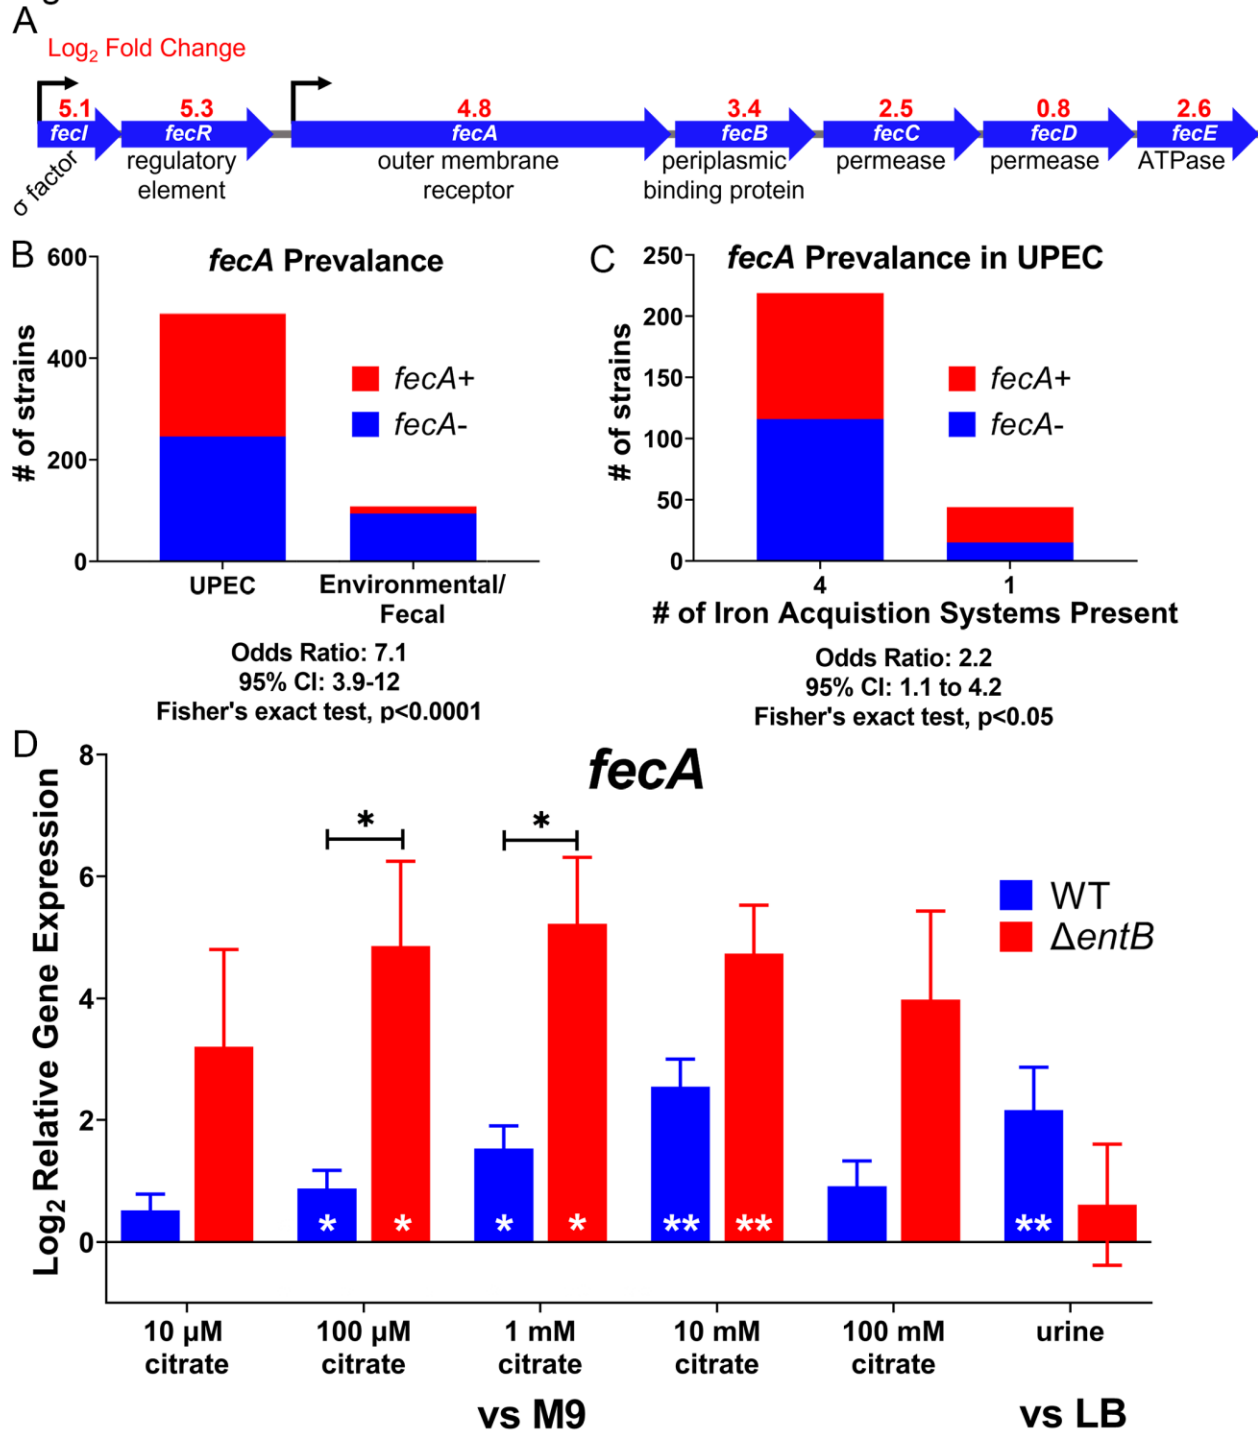 A
Log₂ Fold Change
5.1 5.3 4.8 3.4 2.5 0.8 2.6
fecI fecR fecA fecB fecC fecD fecE
σ factor
regulatory element
outer membrane receptor
periplasmic binding protein
permease
permease
ATPase
B
fecA Prevalance
# of strains
600
400
200
0
fecA+
fecA-
UPEC
Environmental/
Fecal
Odds Ratio: 7.1
95% CI: 3.9-12
Fisher's exact test, p<0.0001
C
fecA Prevalance in UPEC
# of strains
250
200
150
100
50
0
fecA+
fecA-
4 1
# of Iron Acquistion Systems Present
Odds Ratio: 2.2
95% CI: 1.1 to 4.2
Fisher's exact test, p<0.05
D
fecA
Log₂ Relative Gene Expression
8
6
4
2
0
* *
WT
ΔentB
* * * * ** ** **
10 µM citrate
100 µM citrate
1 mM citrate
10 mM citrate
100 mM citrate
urine
vs M9
vs LB